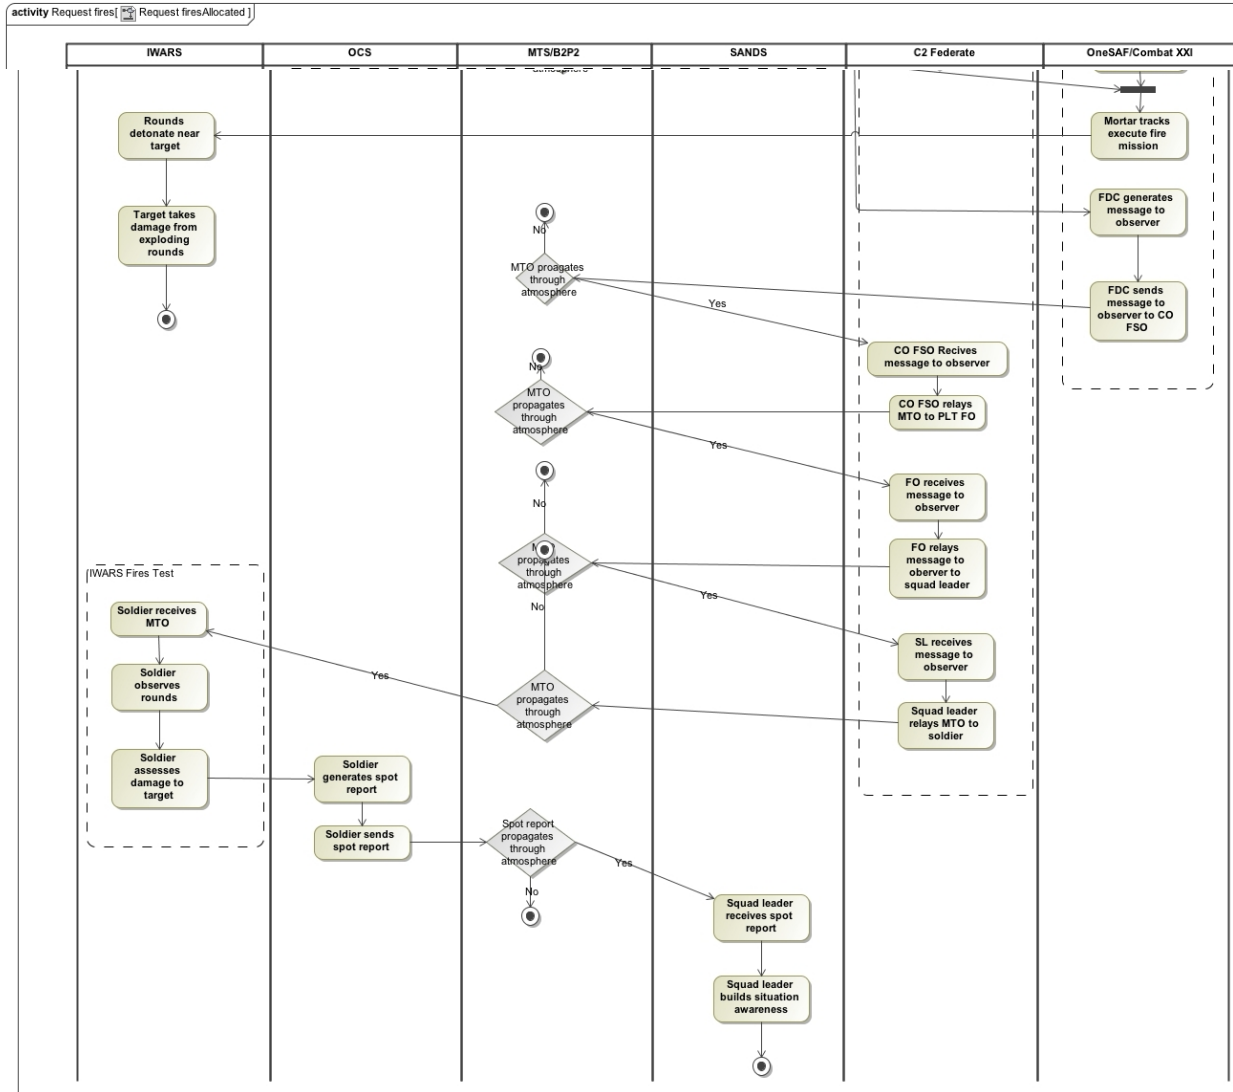 activity Request fires[ Request firesAllocated ]
IWARS
OCS
MTS/B2P2
SANDS
C2 Federate
OneSAF/Combat XXI
atmosphere
Rounds
detonate near
target
Mortar tracks
execute fire
mission
Target takes
damage from
exploding
rounds
FDC generates
message to
observer
No
MTO proagates
through
atmosphere
Yes
FDC sends
message to
observer to CO
FSO
CO FSO Recives
message to observer
No
MTO
propagates
through
atmosphere
CO FSO relays
MTO to PLT FO
Yes
FO receives
message to
observer
No
propagates
through
atmosphere
FO relays
message to
oberver to
squad leader
IWARS Fires Test
Yes
Soldier receives
MTO
No
SL receives
message to
observer
Soldier
observes
rounds
Yes
MTO
propagates
through
atmosphere
Squad leader
relays MTO to
soldier
Soldier
assesses
damage to
target
Soldier
generates spot
report
Soldier sends
spot report
Spot report
propagates
through
atmosphere
Yes
No
Squad leader
receives spot
report
Squad leader
builds situation
awareness